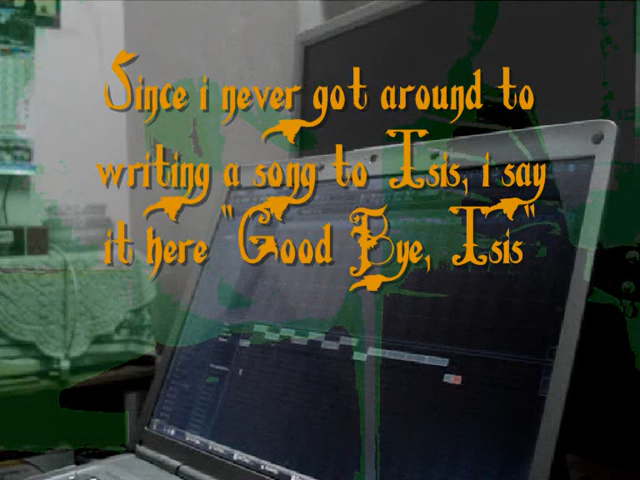 Since i never got around to
writing a song to Isis, i say
it here "Good Bye, Isis"